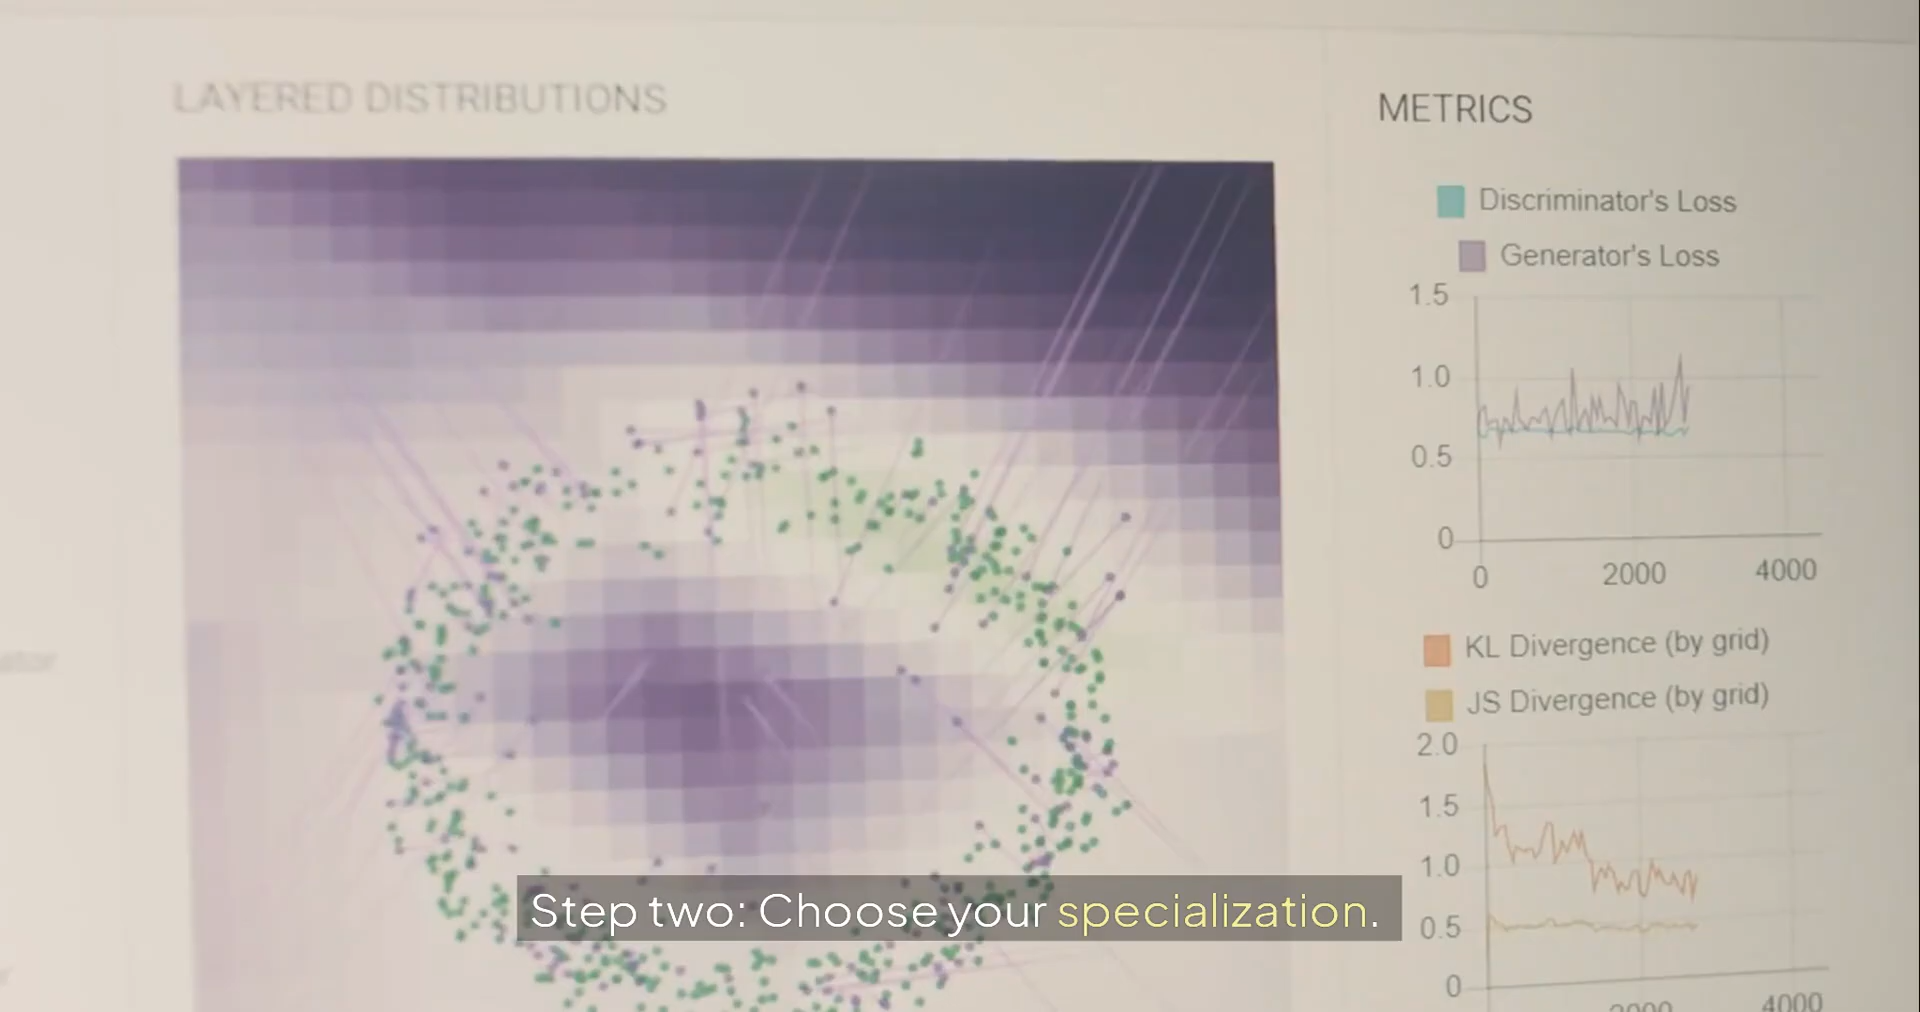 LAYERED DISTRIBUTIONS
METRICS
Discriminator's Loss
Generator's Loss
1.5
1.0
0.5
0
0 2000 4000
KL Divergence (by grid)
JS Divergence (by grid)
2.0
1.5
1.0
0.5
0
2000 4000
Step two: Choose your specialization.